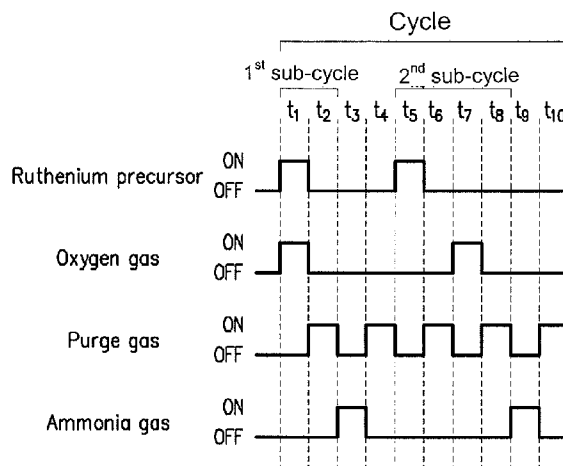 Cycle
1st sub-cycle
2nd sub-cycle
t1 t2 t3 t4 t5 t6 t7 t8 t9 t10
Ruthenium precursor ON
OFF
Oxygen gas ON
OFF
Purge gas ON
OFF
Ammonia gas ON
OFF